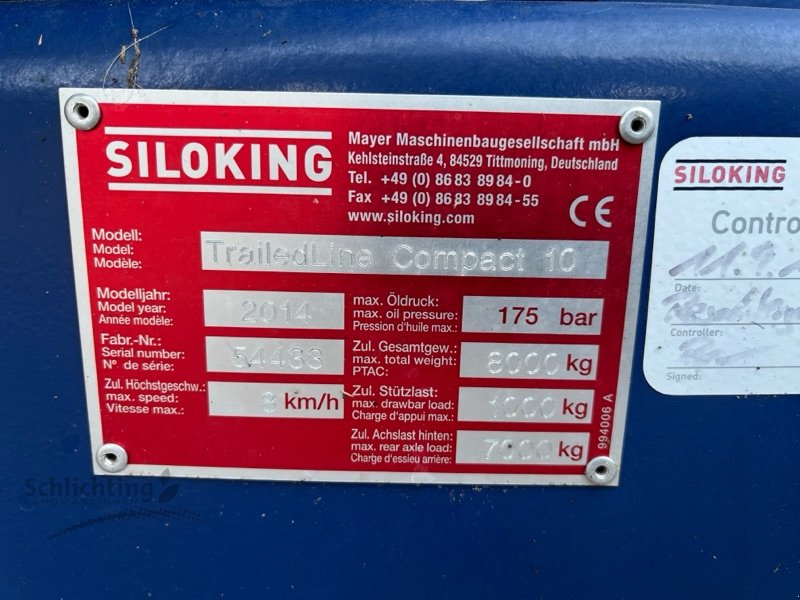 SILOKING
Mayer Maschinenbaugesellschaft mbH
Kehlsteinstraße 4, 84529 Tittmoning, Deutschland
Tel. +49 (0) 86 83 89 84-0
Fax +49 (0) 86 83 89 84-55
www.siloking.com
CE
Modell:
Model:
Modèle:
TrailedLine Compact 10
Modelljahr:
Model year:
Année modèle:
2014
max. Öldruck:
max. oil pressure:
Pression d'huile max.:
175 bar
Fabr.-Nr.:
Serial number:
N° de série:
54433
Zul. Gesamtgew.:
max. total weight:
PTAC:
8000 kg
Zul. Höchstgeschw.:
max. speed:
Vitesse max.:
8 km/h
Zul. Stützlast:
max. drawbar load:
Charge d'appui max.:
1000 kg
Zul. Achslast hinten:
max. rear axle load:
Charge d'essieu arrière:
7000 kg
994006 A
SILOKING
Contro
11.9.
Date:
Controller:
Signed:
Schlichting